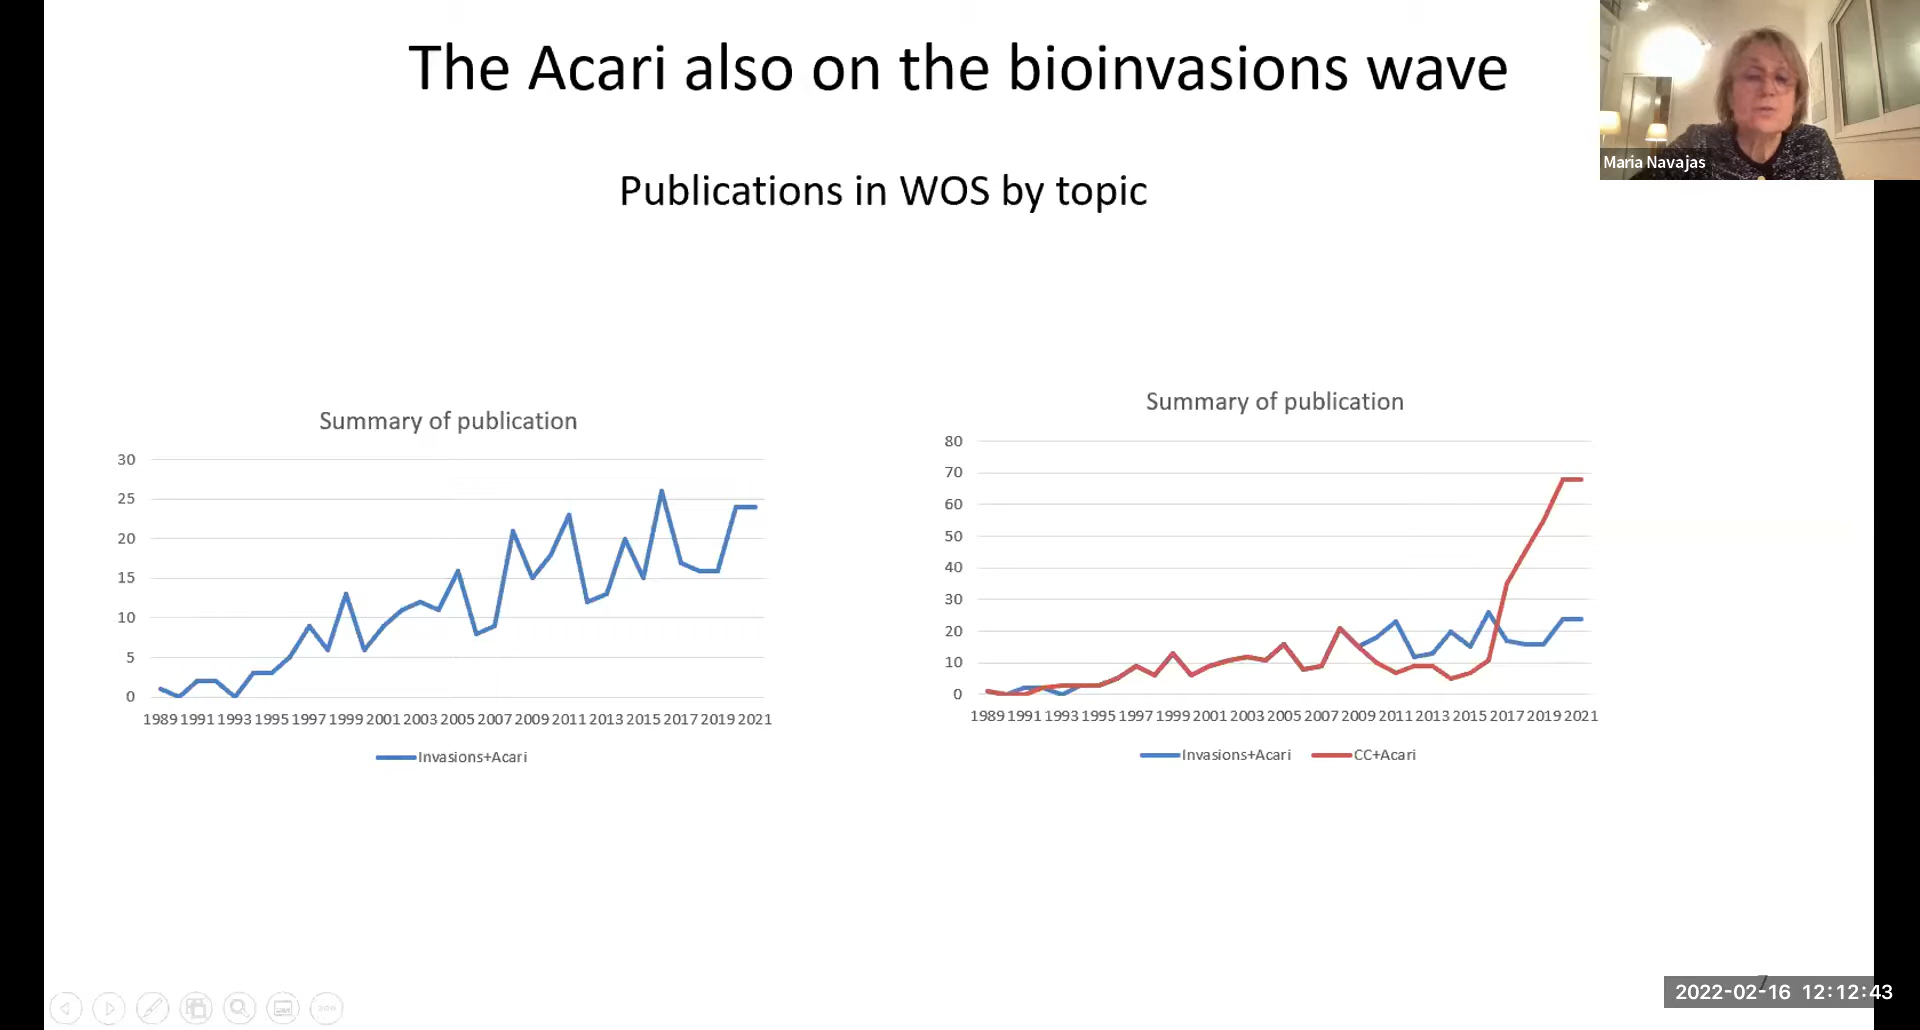 The Acari also on the bioinvasions wave
Maria Navajas
Publications in WOS by topic
Summary of publication
30
25
20
15
10
5
0
1989 1991 1993 1995 1997 1999 2001 2003 2005 2007 2009 2011 2013 2015 2017 2019 2021
Invasions+Acari
Summary of publication
80
70
60
50
40
30
20
10
0
1989 1991 1993 1995 1997 1999 2001 2003 2005 2007 2009 2011 2013 2015 2017 2019 2021
Invasions+Acari CC+Acari
7
2022-02-16 12:12:43